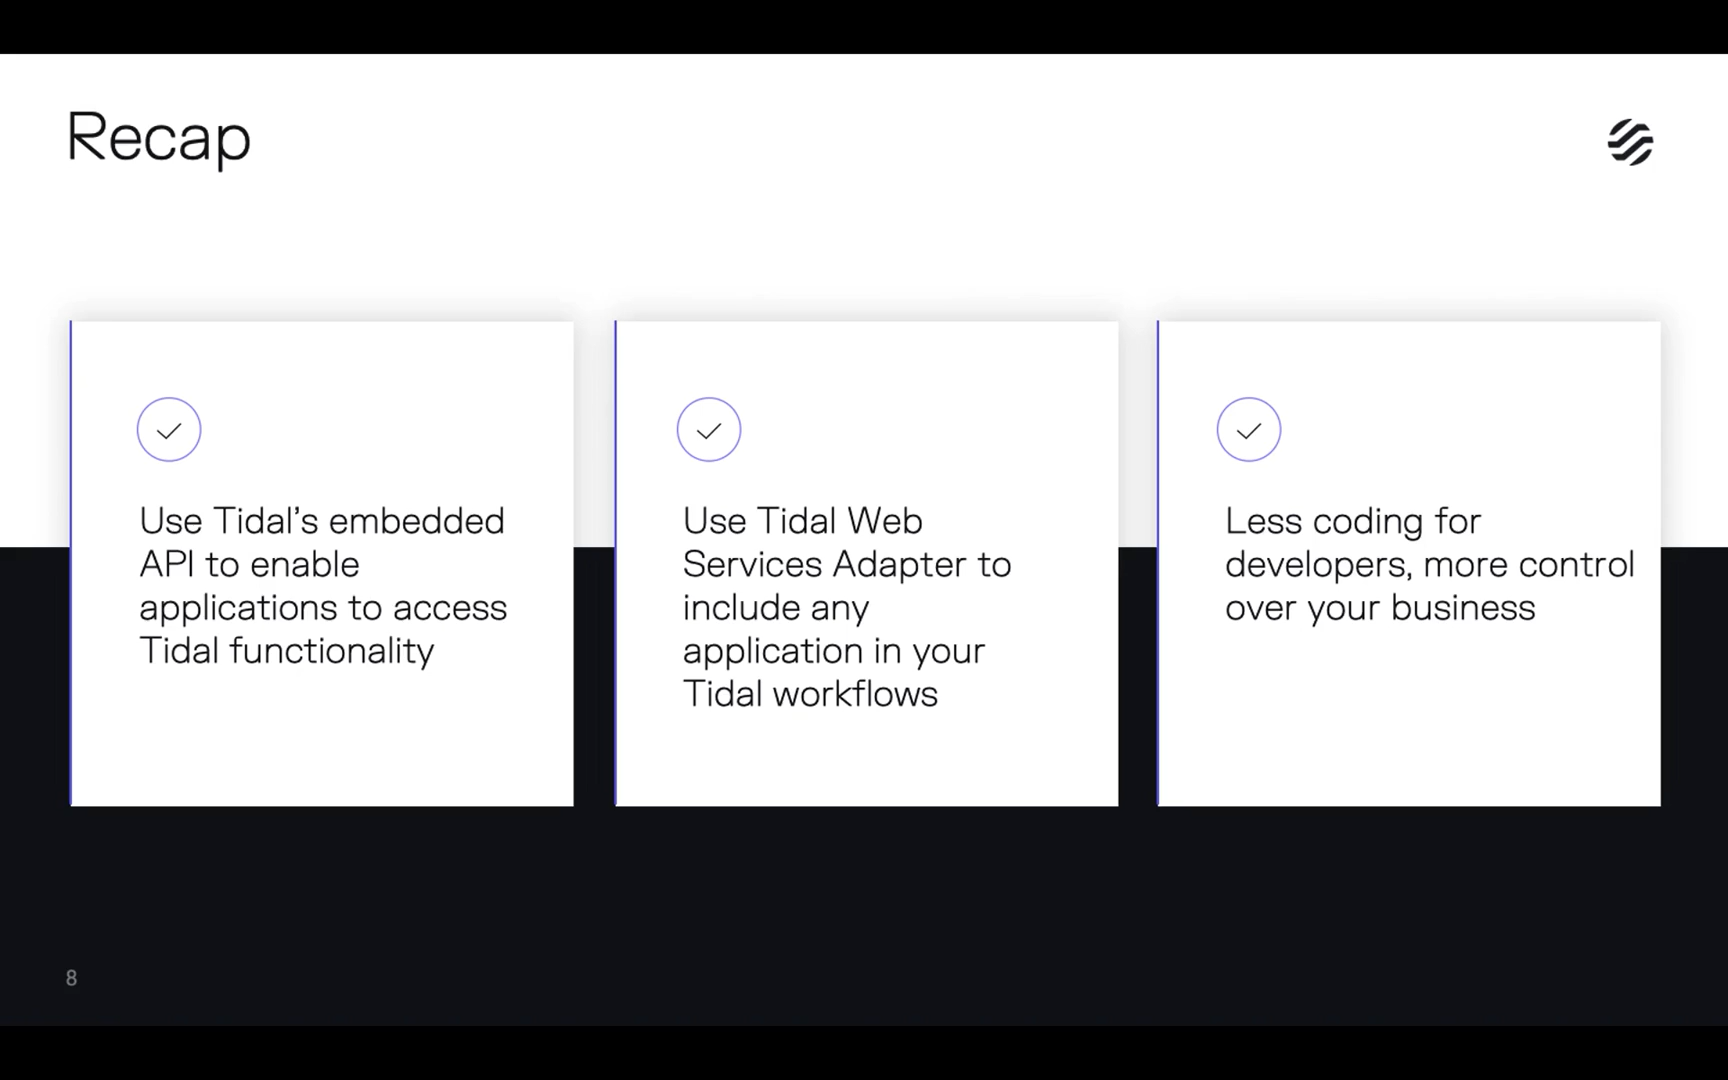 Recap
Use Tidal’s embedded
API to enable
applications to access
Tidal functionality
Use Tidal Web
Services Adapter to
include any
application in your
Tidal workflows
Less coding for
developers, more control
over your business
8